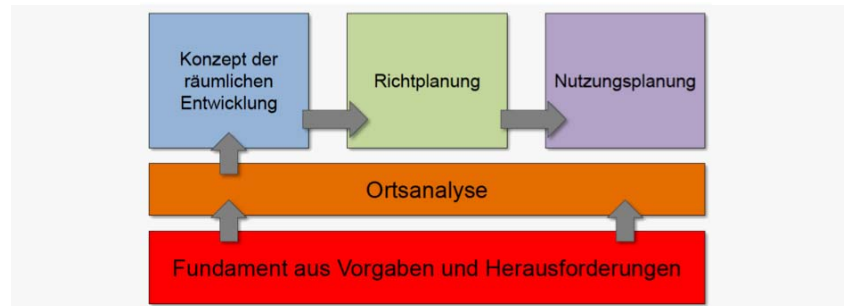 Konzept der
räumlichen
Entwicklung
Richtplanung
Nutzungsplanung
Ortsanalyse
Fundament aus Vorgaben und Herausforderungen